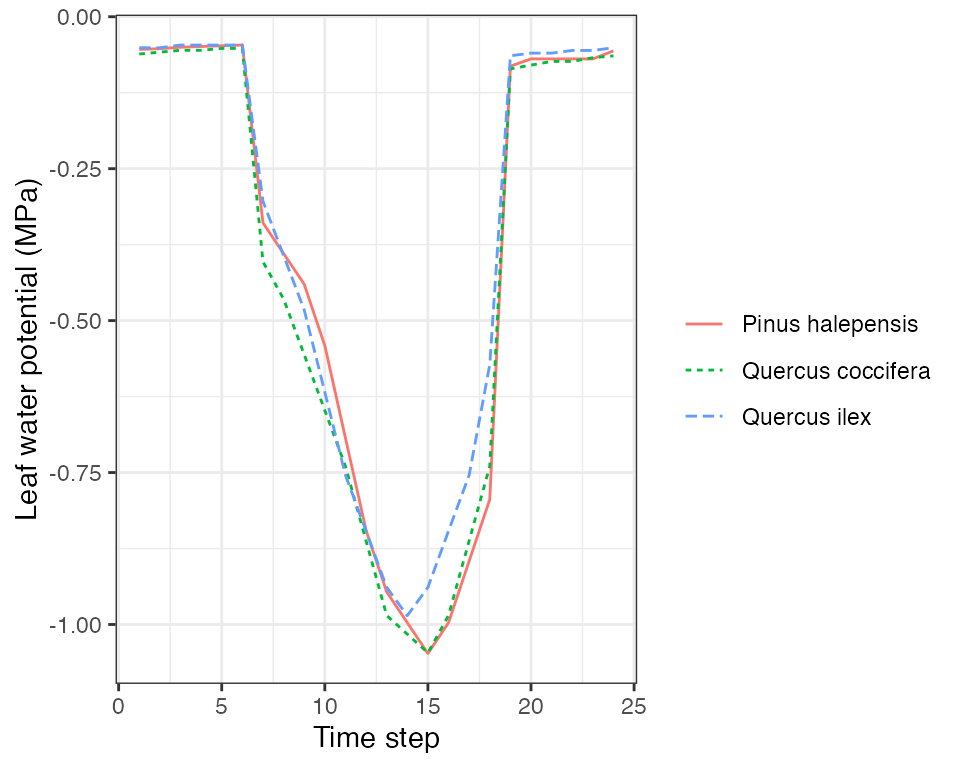 0.00
-0.25
-0.50
-0.75
-1.00
Leaf water potential (MPa)
0 5 10 15 20 25
Time step
Pinus halepensis
Quercus coccifera
Quercus ilex